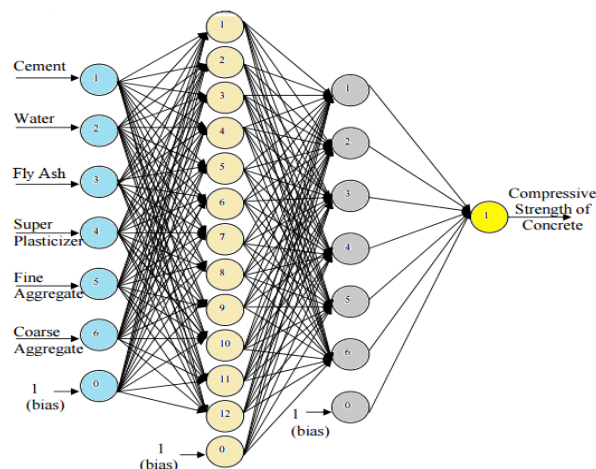 Cement
Water
Fly Ash
Super
Plasticizer
Fine
Aggregate
Coarse
Aggregate
1
(bias)
1
2
3
4
5
6
0
1
2
3
4
5
6
7
8
9
10
11
12
0
1
(bias)
1
2
3
4
5
6
0
1
(bias)
1
Compressive
Strength of
Concrete